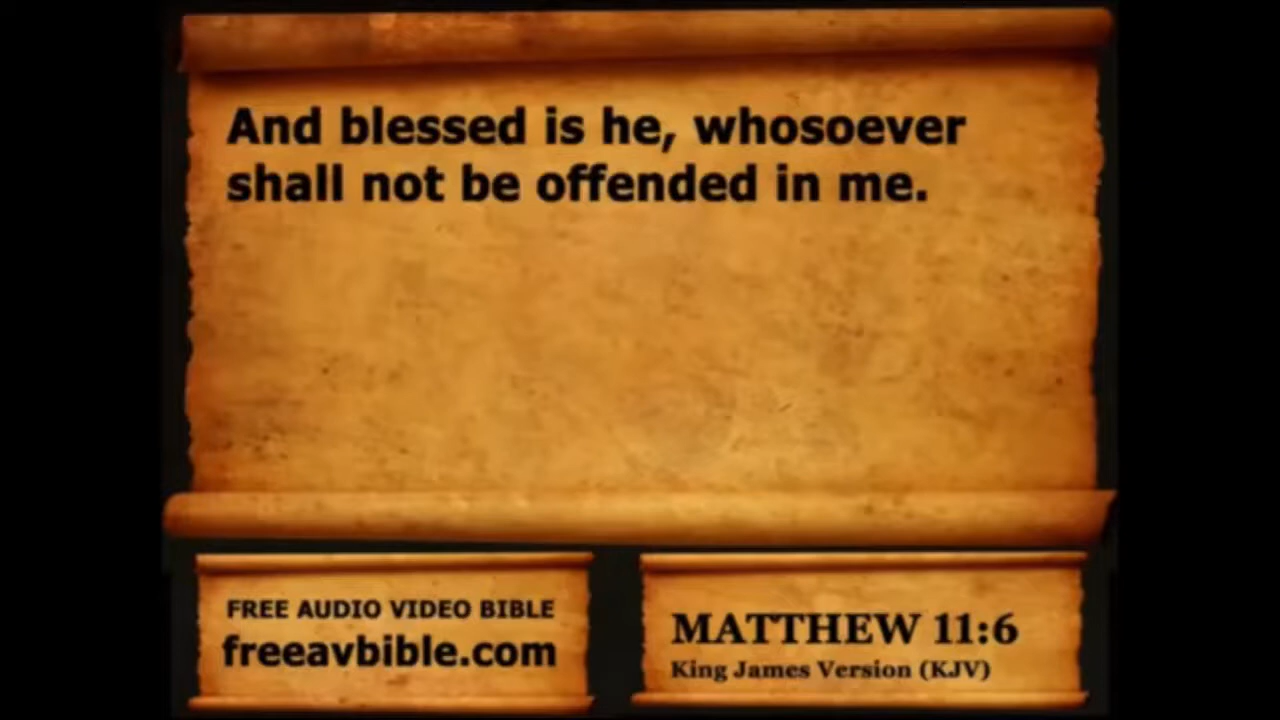 And blessed is he, whosoever
shall not be offended in me.
FREE AUDIO VIDEO BIBLE
freeavbible.com
MATTHEW 11:6
King James Version (KJV)